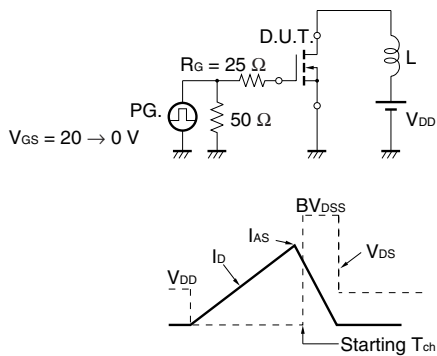 D.U.T.
RG = 25 Ω
L
PG.
50 Ω
VDD
VGS = 20 → 0 V
BVDSS
IAS
ID
VDS
VDD
Starting Tch